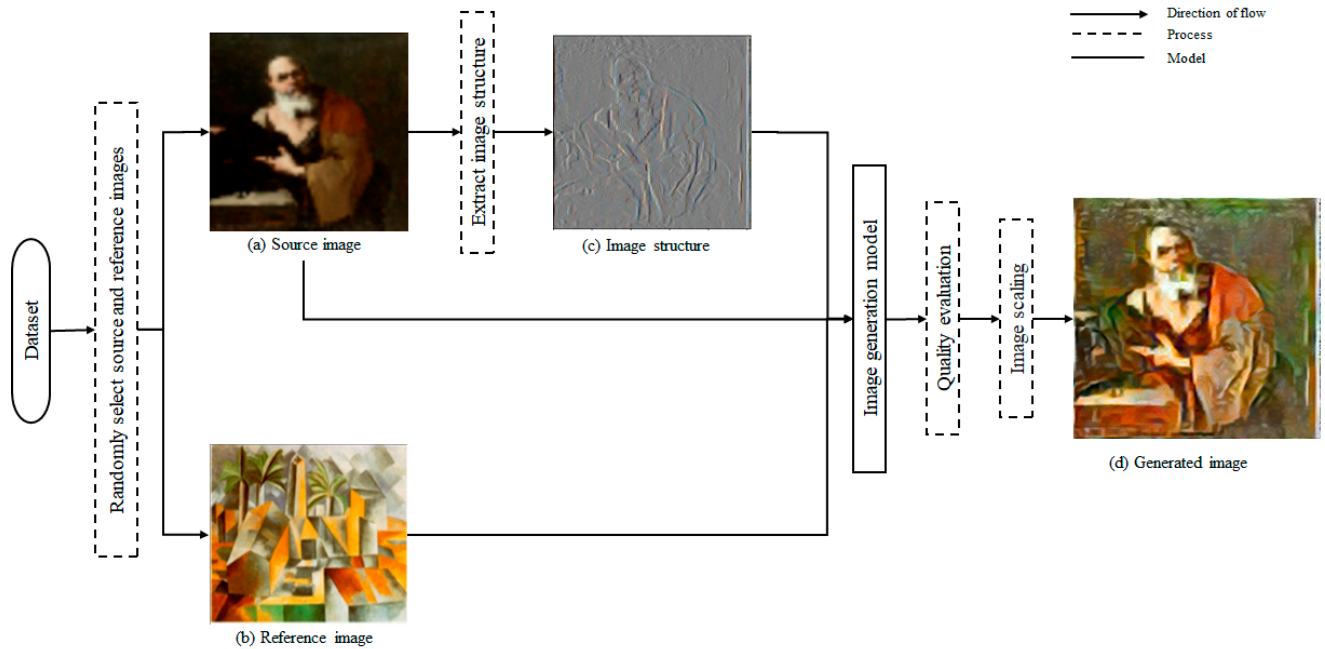 Direction of flow
Process
Model
Dataset
Randomly select source and reference images
(a) Source image
Extract image structure
(c) Image structure
(b) Reference image
Image generation model
Quality evaluation
Image scaling
(d) Generated image